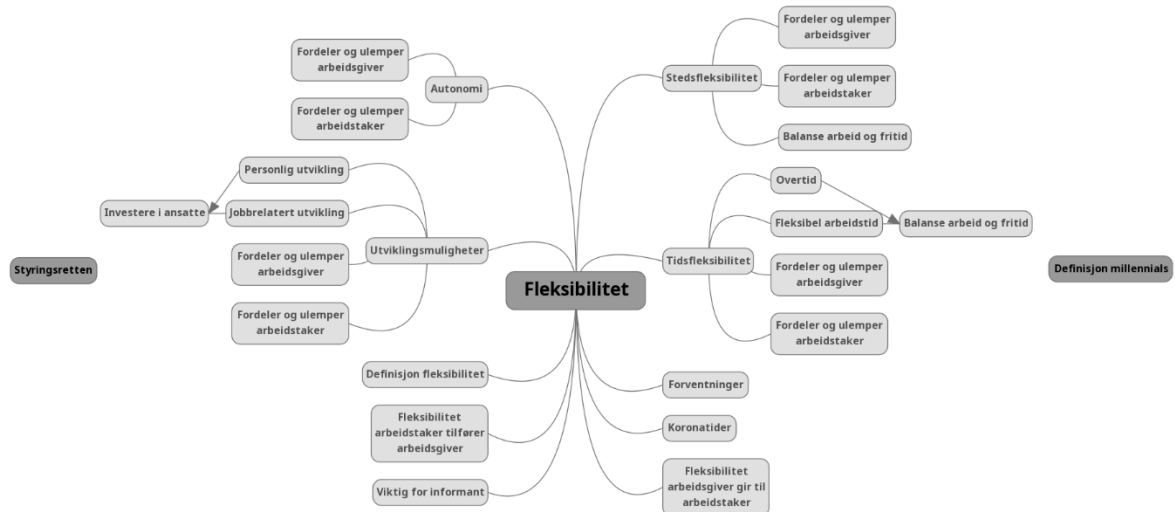 Fleksibilitet
Autonomi
Fordeler og ulemper
arbeidsgiver
Fordeler og ulemper
arbeidstaker
Utviklingsmuligheter
Personlig utvikling
Jobbrelatert utvikling
Investere i ansatte
Fordeler og ulemper
arbeidsgiver
Fordeler og ulemper
arbeidstaker
Styringsretten
Definisjon fleksibilitet
Fleksibilitet
arbeidstaker tilfører
arbeidsgiver
Viktig for informant
Stedsfleksibilitet
Fordeler og ulemper
arbeidsgiver
Fordeler og ulemper
arbeidstaker
Balanse arbeid og fritid
Tidsfleksibilitet
Overtid
Fleksibel arbeidstid
Balanse arbeid og fritid
Fordeler og ulemper
arbeidsgiver
Fordeler og ulemper
arbeidstaker
Definisjon millennials
Forventninger
Koronatider
Fleksibilitet
arbeidsgiver gir til
arbeidstaker